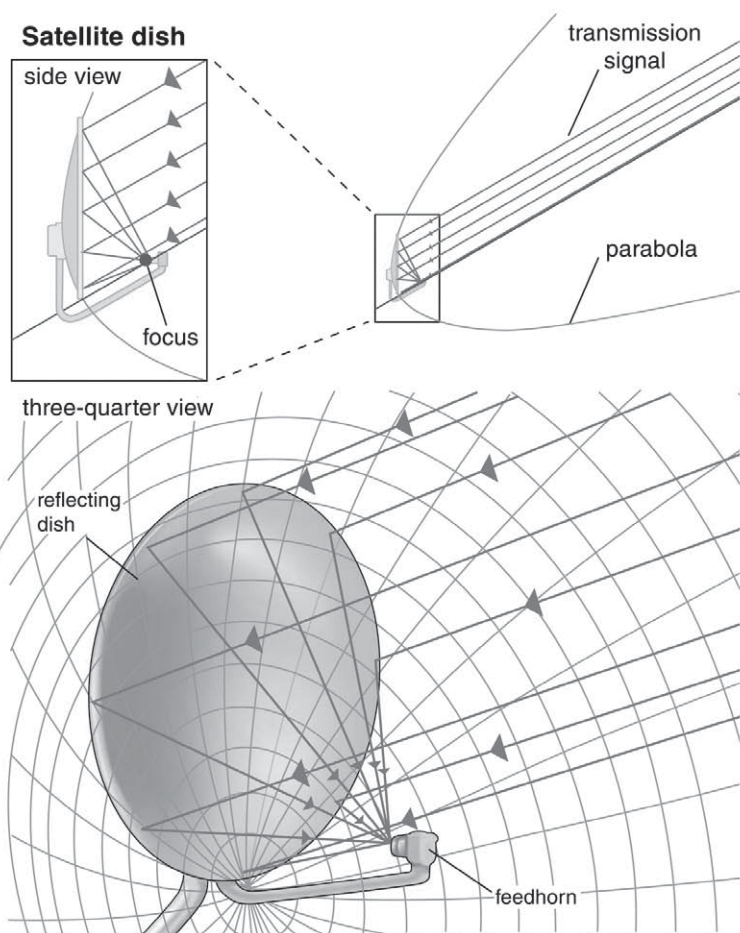 Satellite dish
side view
focus
transmission
signal
parabola
three-quarter view
reflecting
dish
feedhorn